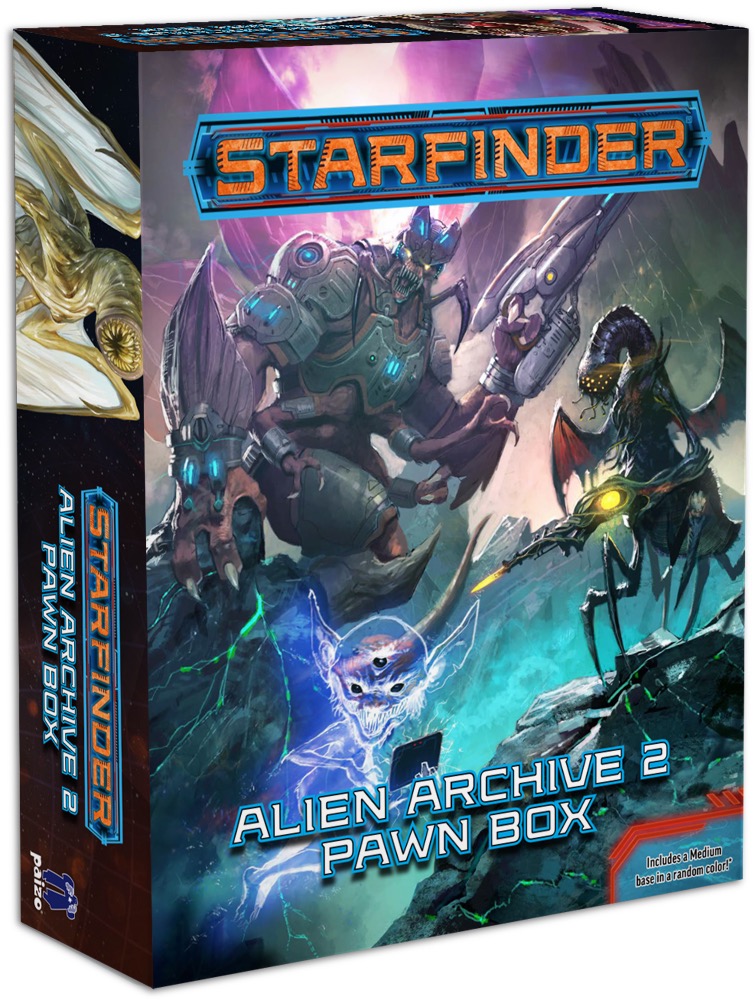 STARFINDER
ALIEN ARCHIVE 2
PAWN BOX
Includes a Medium
base in a random color!*
STARFINDER
ALIEN ARCHIVE 2
PAWN BOX
paizo